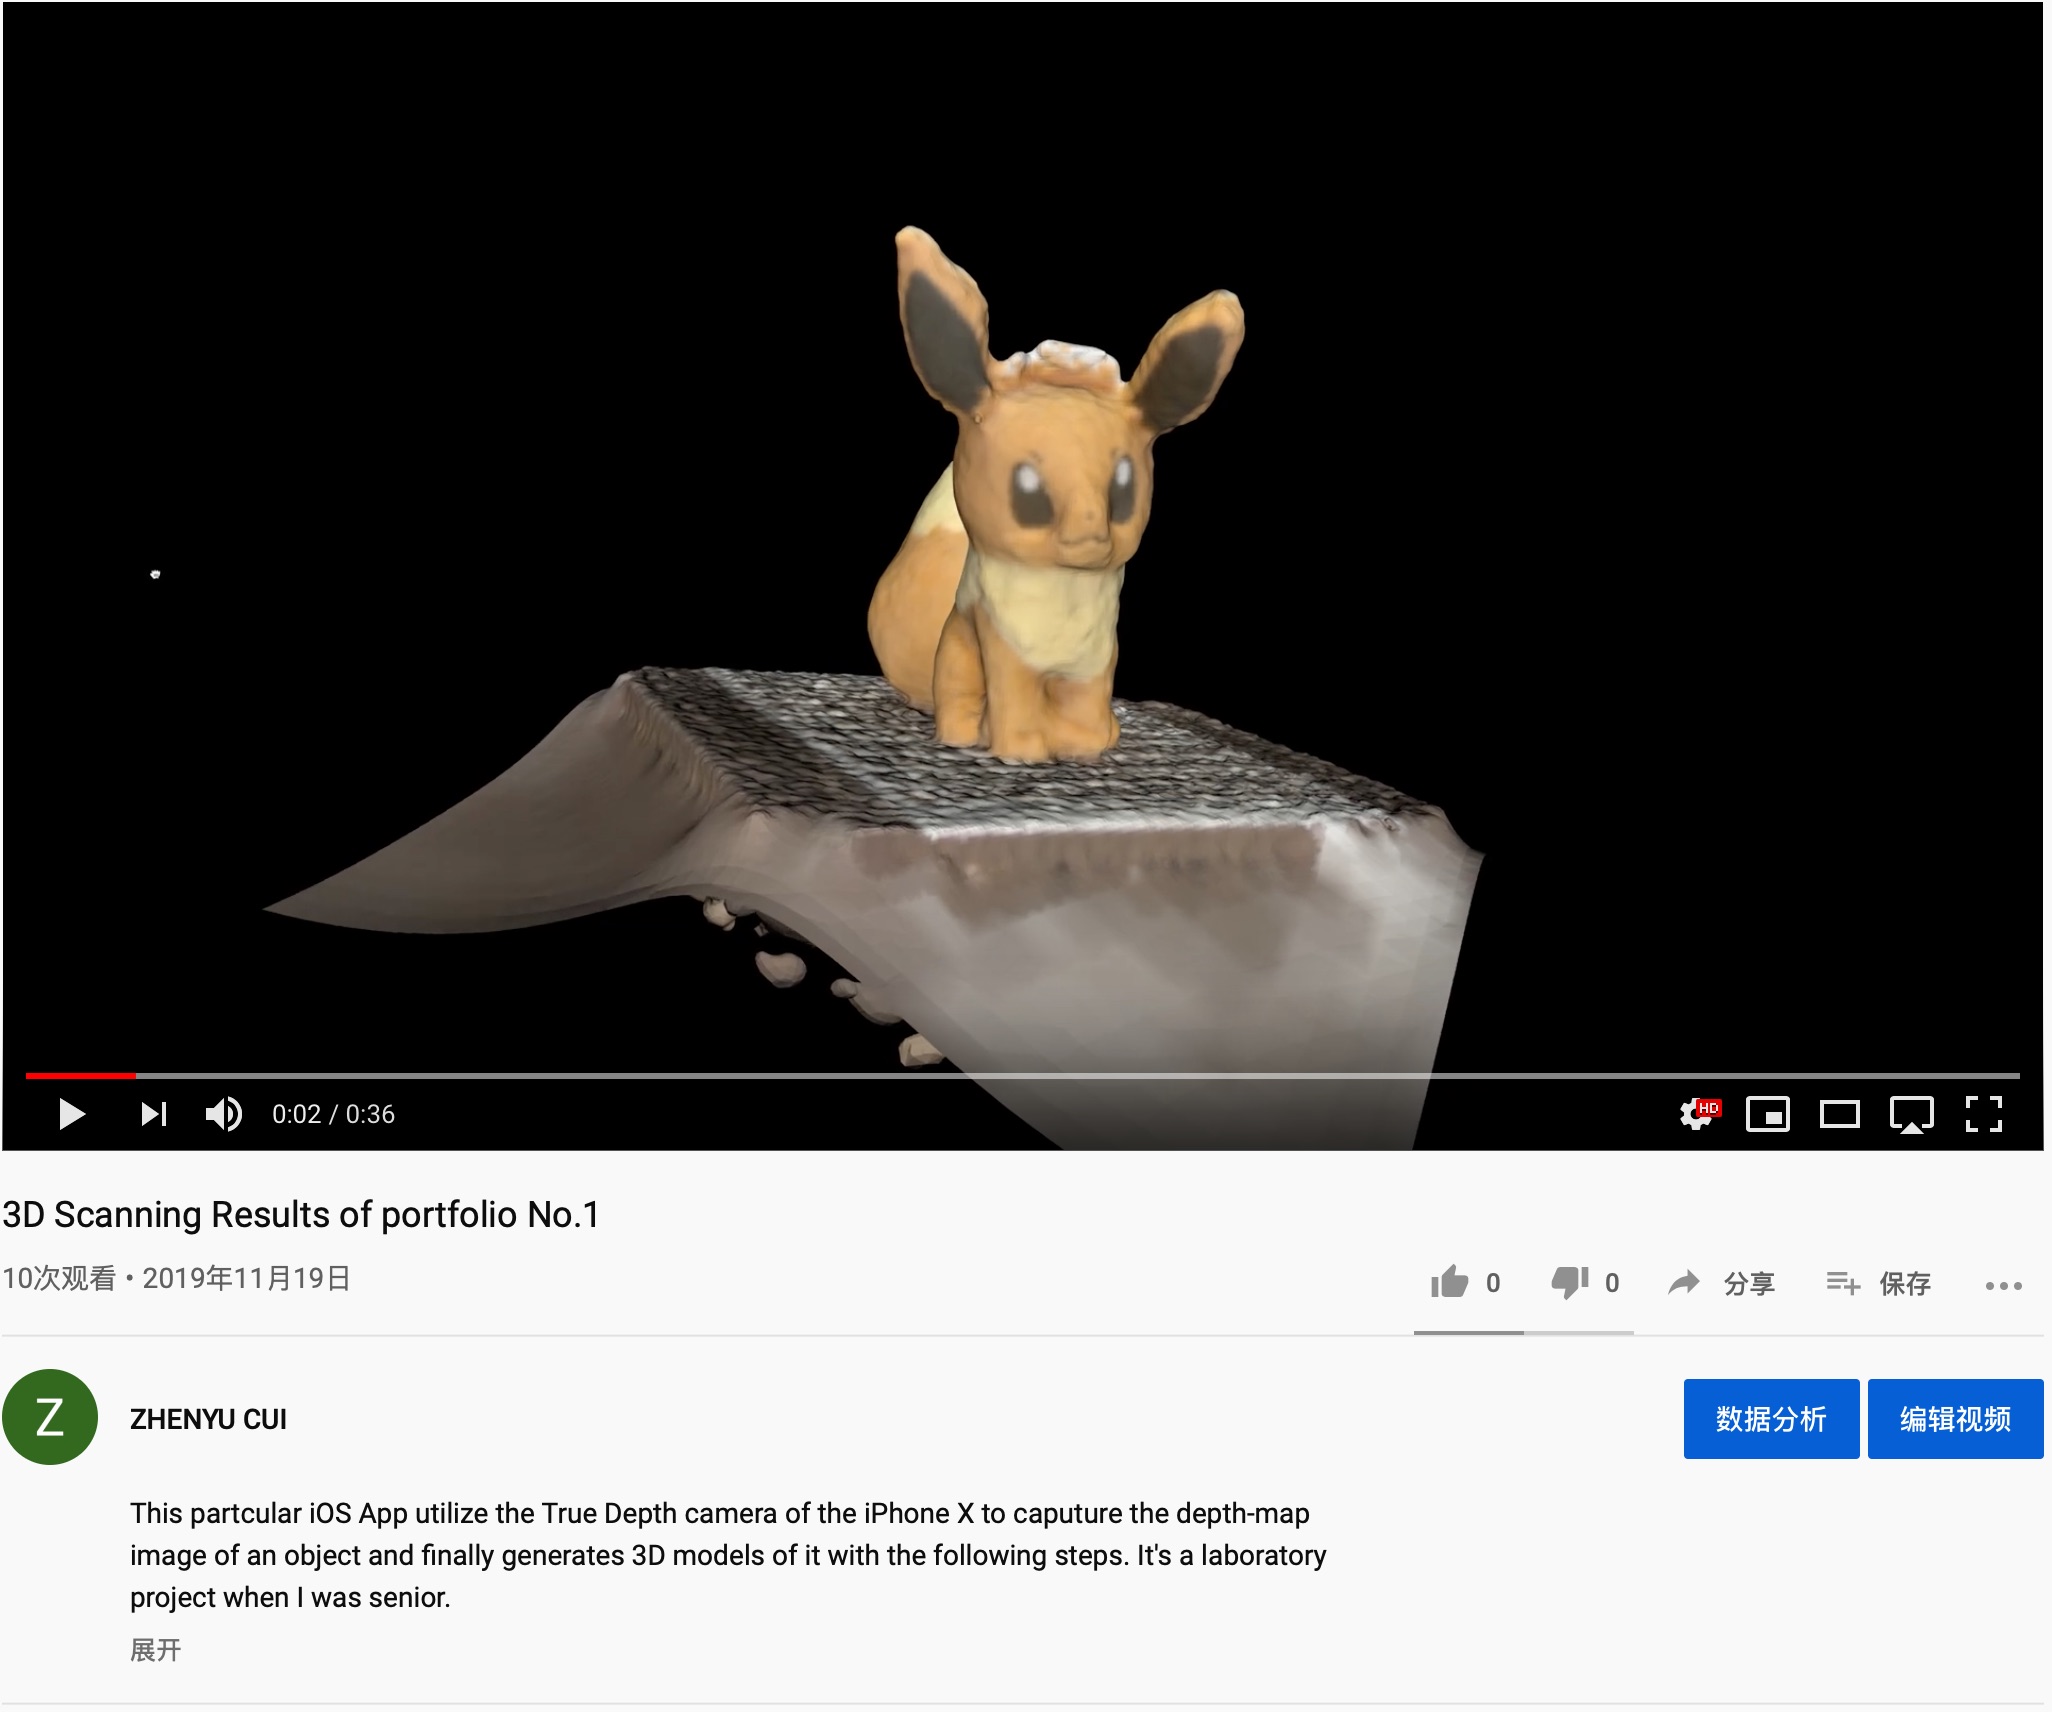 0:02 / 0:36
HD
3D Scanning Results of portfolio No.1
10次观看 • 2019年11月19日
0
0
分享
保存
Z
ZHENYU CUI
数据分析
编辑视频
This partcular iOS App utilize the True Depth camera of the iPhone X to caputure the depth-map
image of an object and finally generates 3D models of it with the following steps. It's a laboratory
project when I was senior.
展开